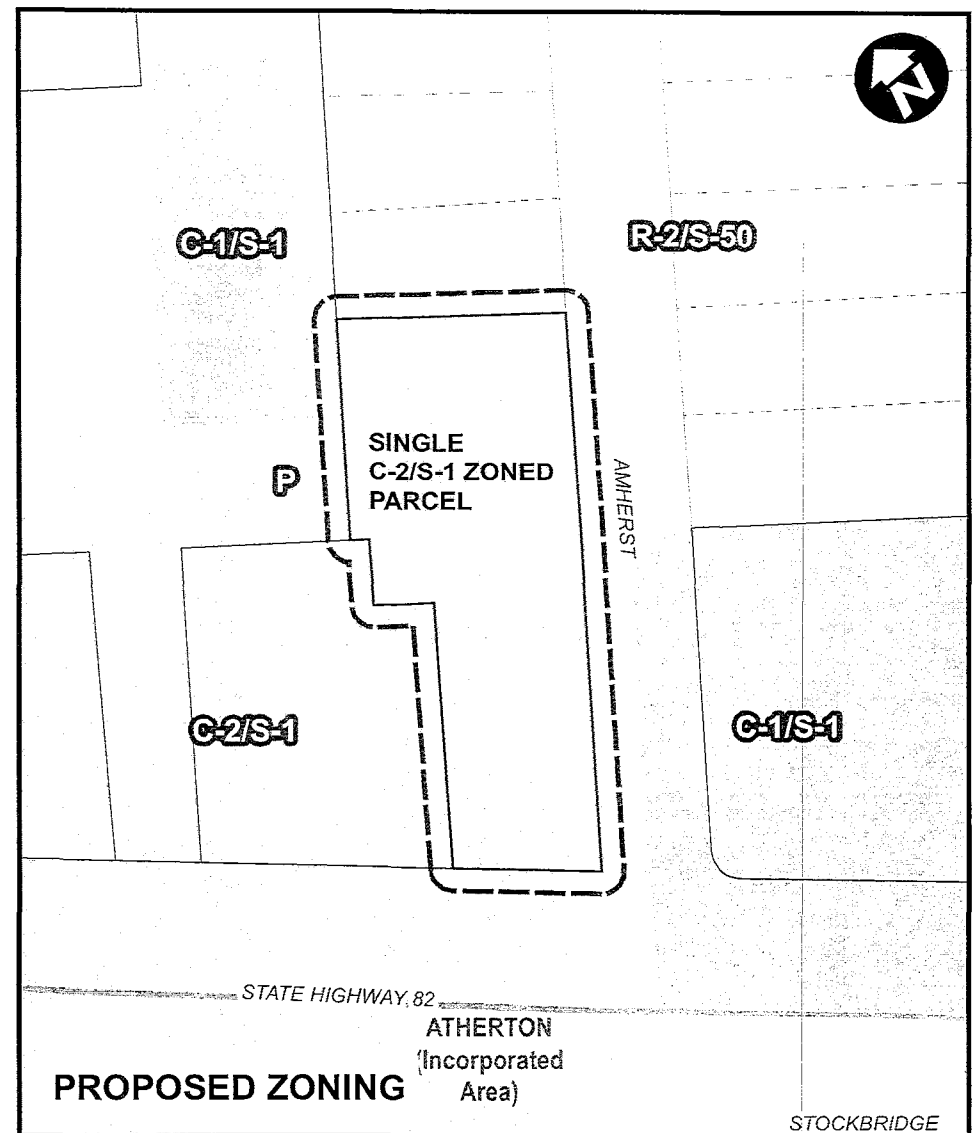 N
C-1/S-1
R-2/S-50
SINGLE
C-2/S-1 ZONED
PARCEL
P
AMHERST
C-2/S-1
C-1/S-1
STATE HIGHWAY 82
ATHERTON
(Incorporated
Area)
PROPOSED ZONING
STOCKBRIDGE